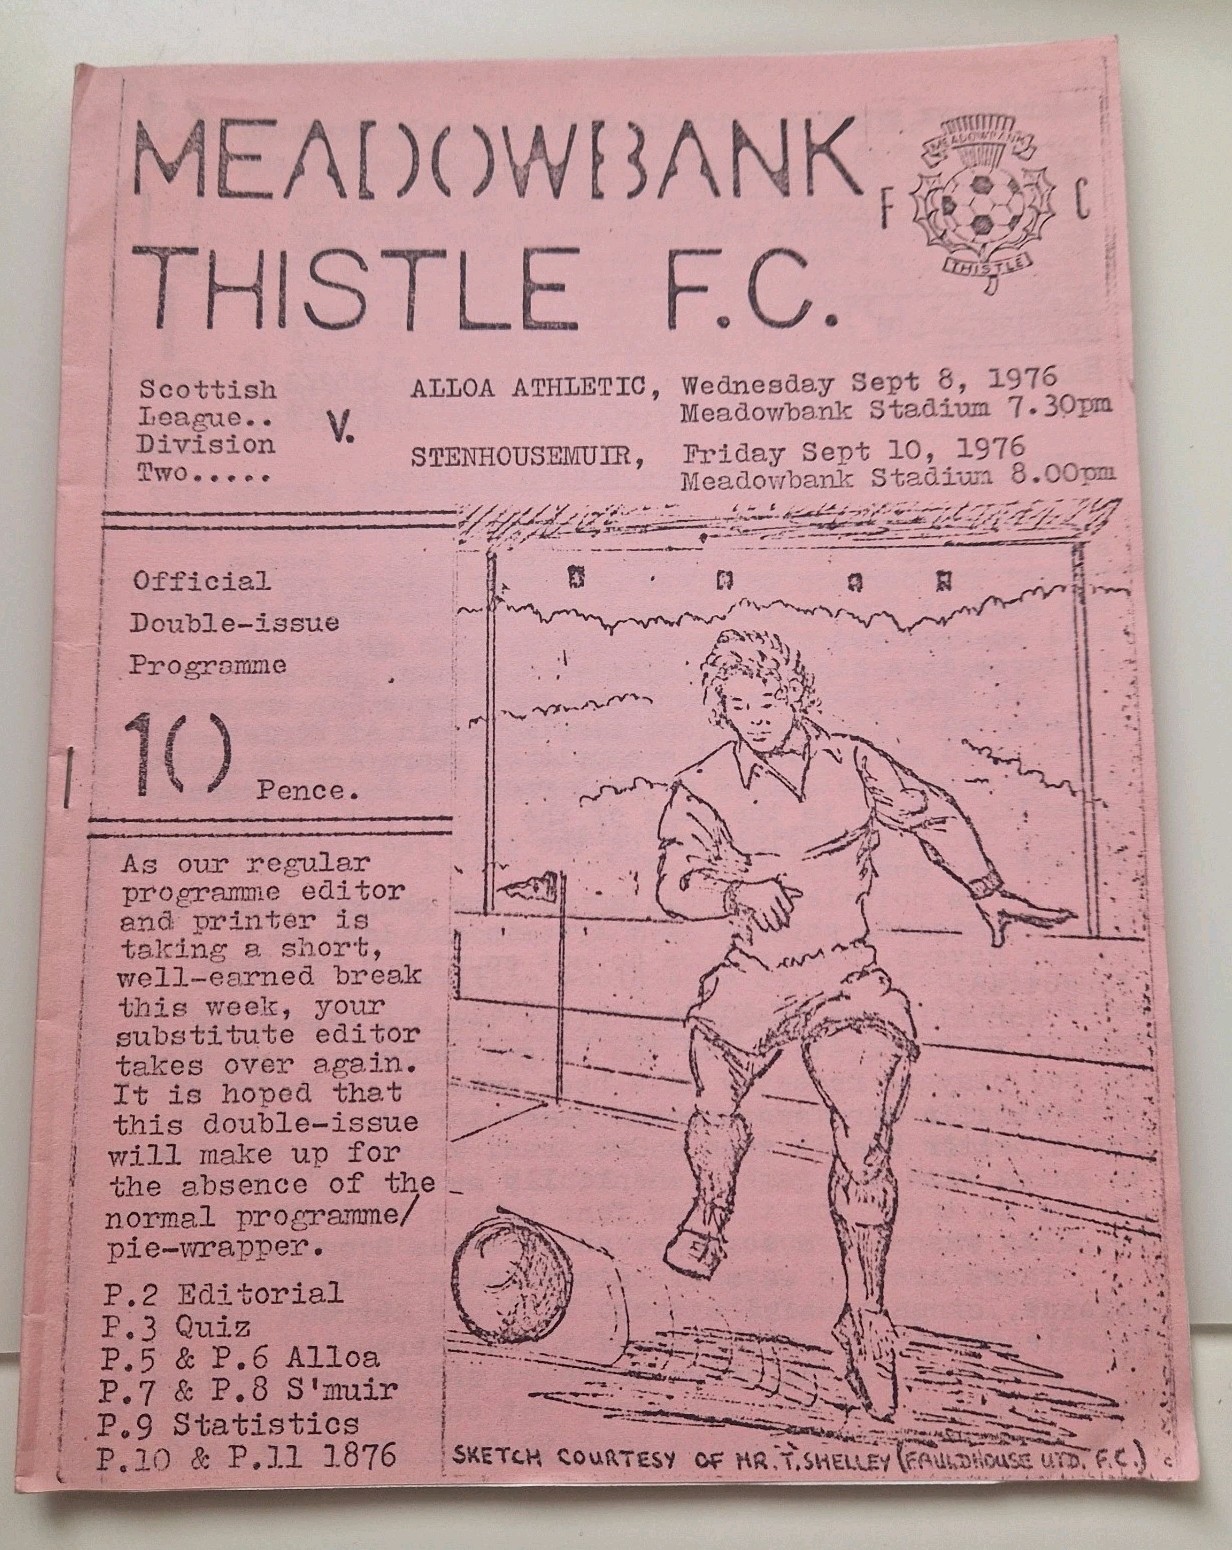 MEADOWBANK
THISTLE F.C.
F C
MEADOWBANK
THISTLE
Scottish
League..
Division
Two.....
V.
ALLOA ATHLETIC, Wednesday Sept 8, 1976
Meadowbank Stadium 7.30pm
STENHOUSEMUIR, Friday Sept 10, 1976
Meadowbank Stadium 8.00pm
Official
Double-issue
Programme
10 Pence.
As our regular
programme editor
and printer is
taking a short,
well-earned break
this week, your
substitute editor
takes over again.
It is hoped that
this double-issue
will make up for
the absence of the
normal programme/
pie-wrapper.
P.2 Editorial
P.3 Quiz
P.5 & P.6 Alloa
P.7 & P.8 S'muir
P.9 Statistics
P.10 & P.11 1876
SKETCH COURTESY OF MR. T. SHELLEY (FAULDHOUSE UTD. F.C.)